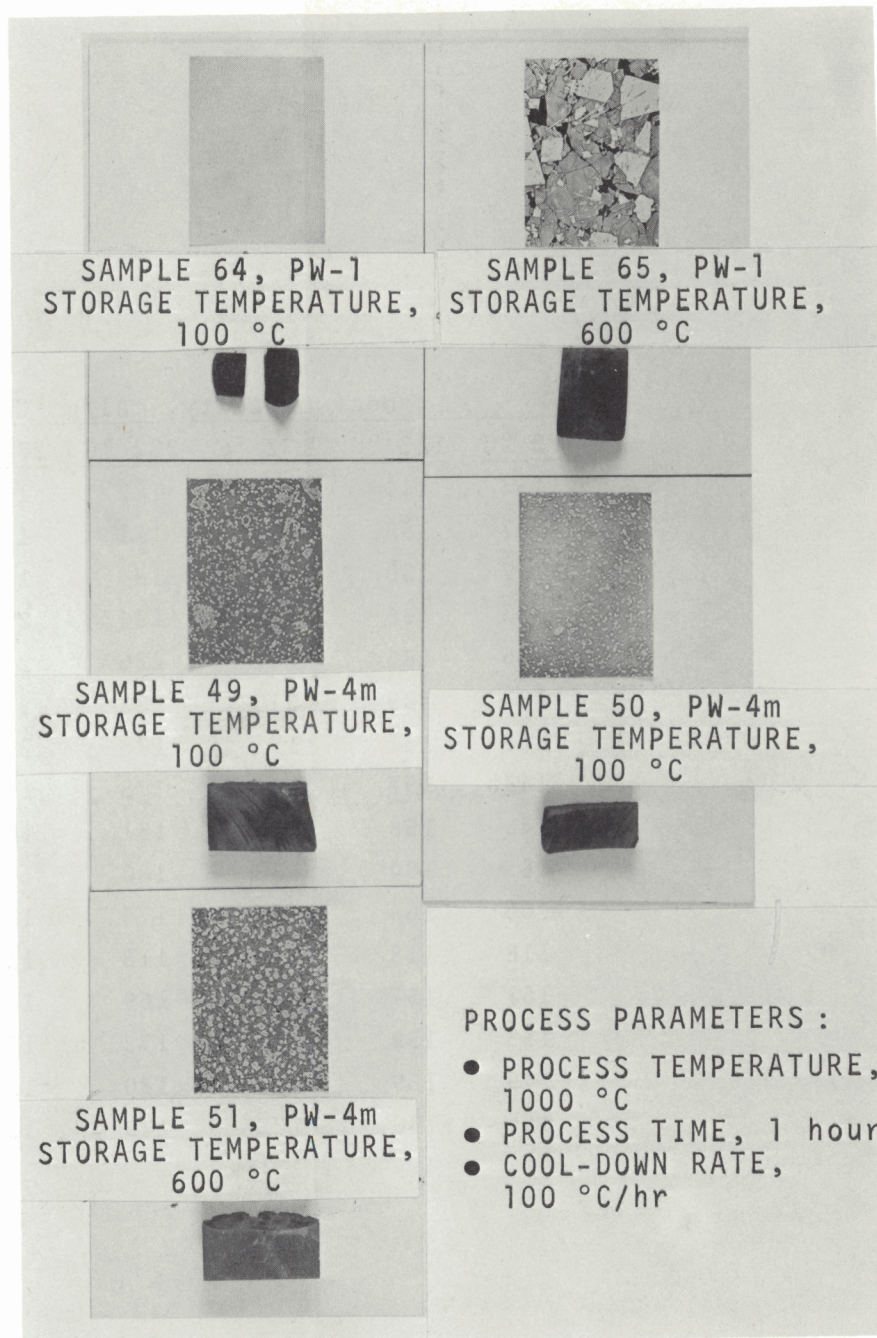 SAMPLE 64, PW-1
STORAGE TEMPERATURE,
100 °C
SAMPLE 65, PW-1
STORAGE TEMPERATURE,
600 °C
SAMPLE 49, PW-4m
STORAGE TEMPERATURE,
100 °C
SAMPLE 50, PW-4m
STORAGE TEMPERATURE,
100 °C
SAMPLE 51, PW-4m
STORAGE TEMPERATURE,
600 °C
PROCESS PARAMETERS:
● PROCESS TEMPERATURE,
1000 °C
● PROCESS TIME, 1 hour
● COOL-DOWN RATE,
100 °C/hr